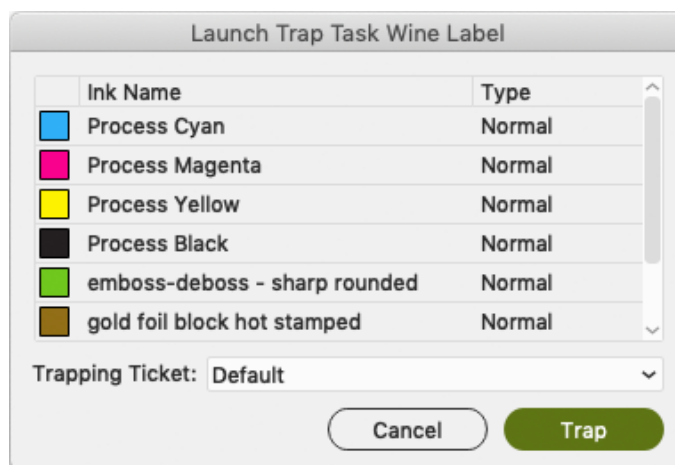 Launch Trap Task Wine Label
Ink Name Type
Process Cyan Normal
Process Magenta Normal
Process Yellow Normal
Process Black Normal
emboss-deboss - sharp rounded Normal
gold foil block hot stamped Normal
Trapping Ticket: Default
Cancel Trap